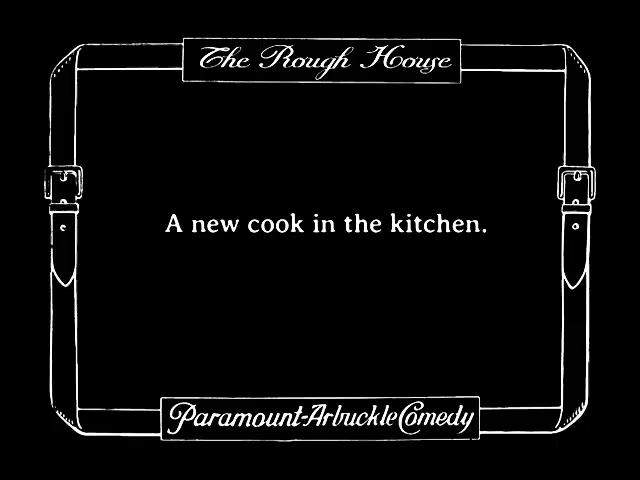 The Rough House
A new cook in the kitchen.
Paramount-Arbuckle Comedy